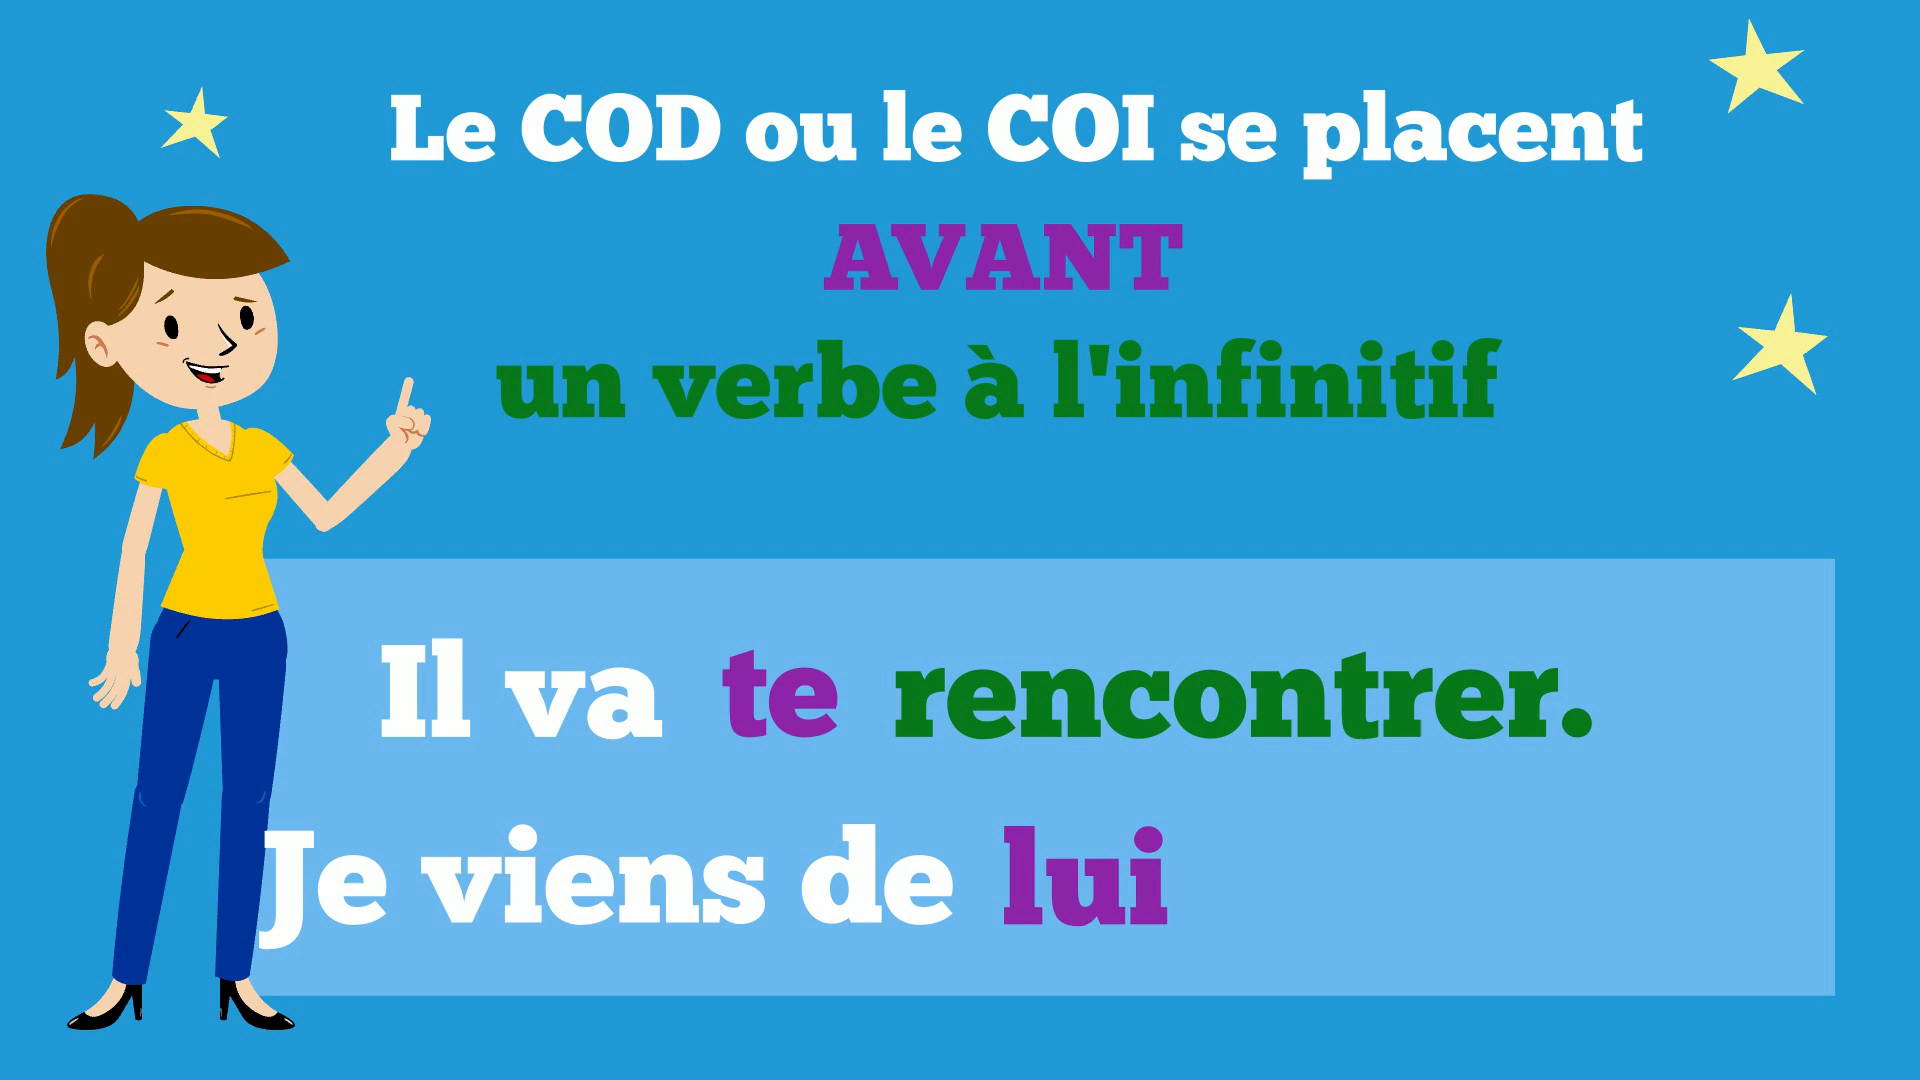 Le COD ou le COI se placent
AVANT
un verbe à l'infinitif
Il va te rencontrer.
Je viens de lui